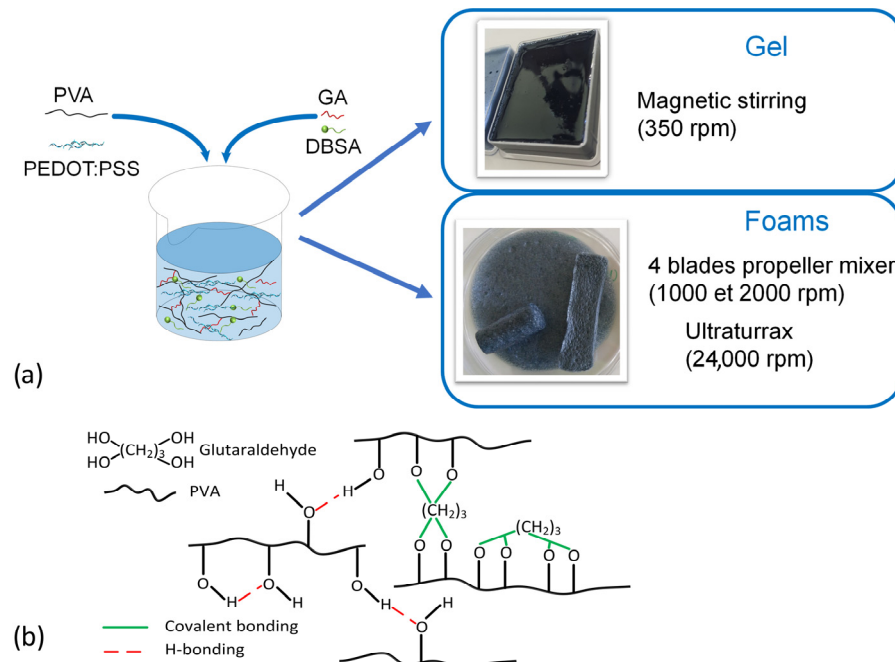 PVA
PEDOT:PSS
GA
DBSA
Gel
Magnetic stirring
(350 rpm)
Foams
4 blades propeller mixer
(1000 et 2000 rpm)
Ultraturrax
(24,000 rpm)
(a)
HO OH
HO (CH₂)₃ OH Glutaraldehyde
PVA
H O H O O O
(CH₂)₃
(CH₂)₃
O O O O O O
O H O H O H H
O
Covalent bonding
H-bonding
(b)